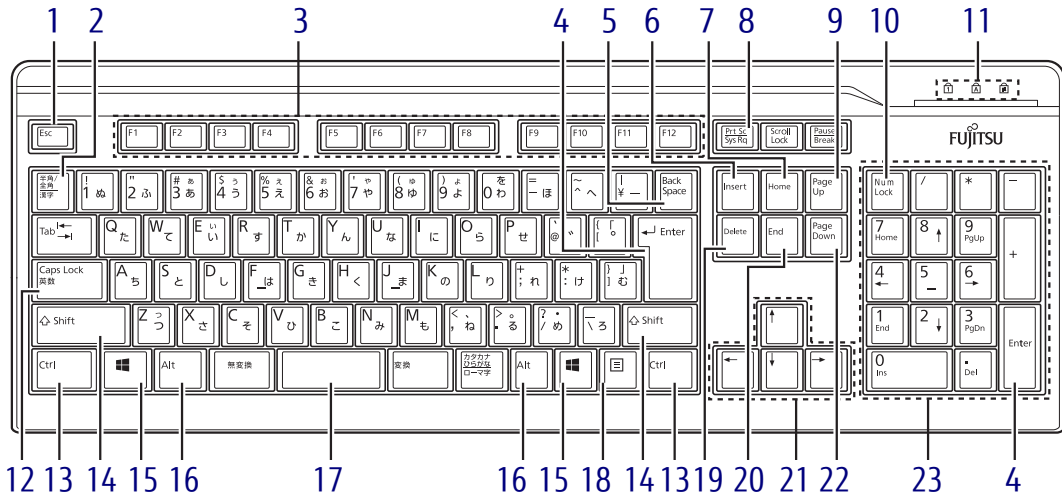 1 2 3 4 5 6 7 8 9 10 11
1 A
FUJITSU
Esc F1 F2 F3 F4 F5 F6 F7 F8 F9 F10 F11 F12 Prt Sc Scroll Pause
Sys Rq Lock Break
半角/
全角
漢字
! 1 ぬ
" 2 ふ
# ぁ 3 あ
$ ぅ 4 う
% ぇ 5 え
& ぉ 6 お
' ゃ 7 や
( ゅ 8 ゆ
) ょ 9 よ
を 0 わ
= - ほ
~ ^ へ
| ¥ ー
Back
Space
Insert Home Page
Up
Num
Lock
/ * -
Tab
Q た
W て
E ぃ い
R す
T か
Y ん
U な
I に
O ら
P せ
` @ ゛
{ 「 [ ゜
Enter
Delete End Page
Down
7 Home
8 ↑
9 PgUp
+
Caps Lock
英数
A ち
S と
D し
F は
G き
H く
J ま
K の
L り
+ ; れ
* : け
} 」 ] む
4 ←
5
6 →
Shift
Z っ つ
X さ
C そ
V ひ
B こ
N み
M も
< 、 , ね
> 。 . る
? ・ / め
_ \ ろ
Shift
↑
1 End
2 ↓
3 PgDn
Enter
Ctrl Alt 無変換 変換 カタカナ
ひらがな
ローマ字
Alt Ctrl
← ↓ →
0 Ins
. Del
12 13 14 15 16 17 16 15 18 14 13 19 20 21 22 23 4